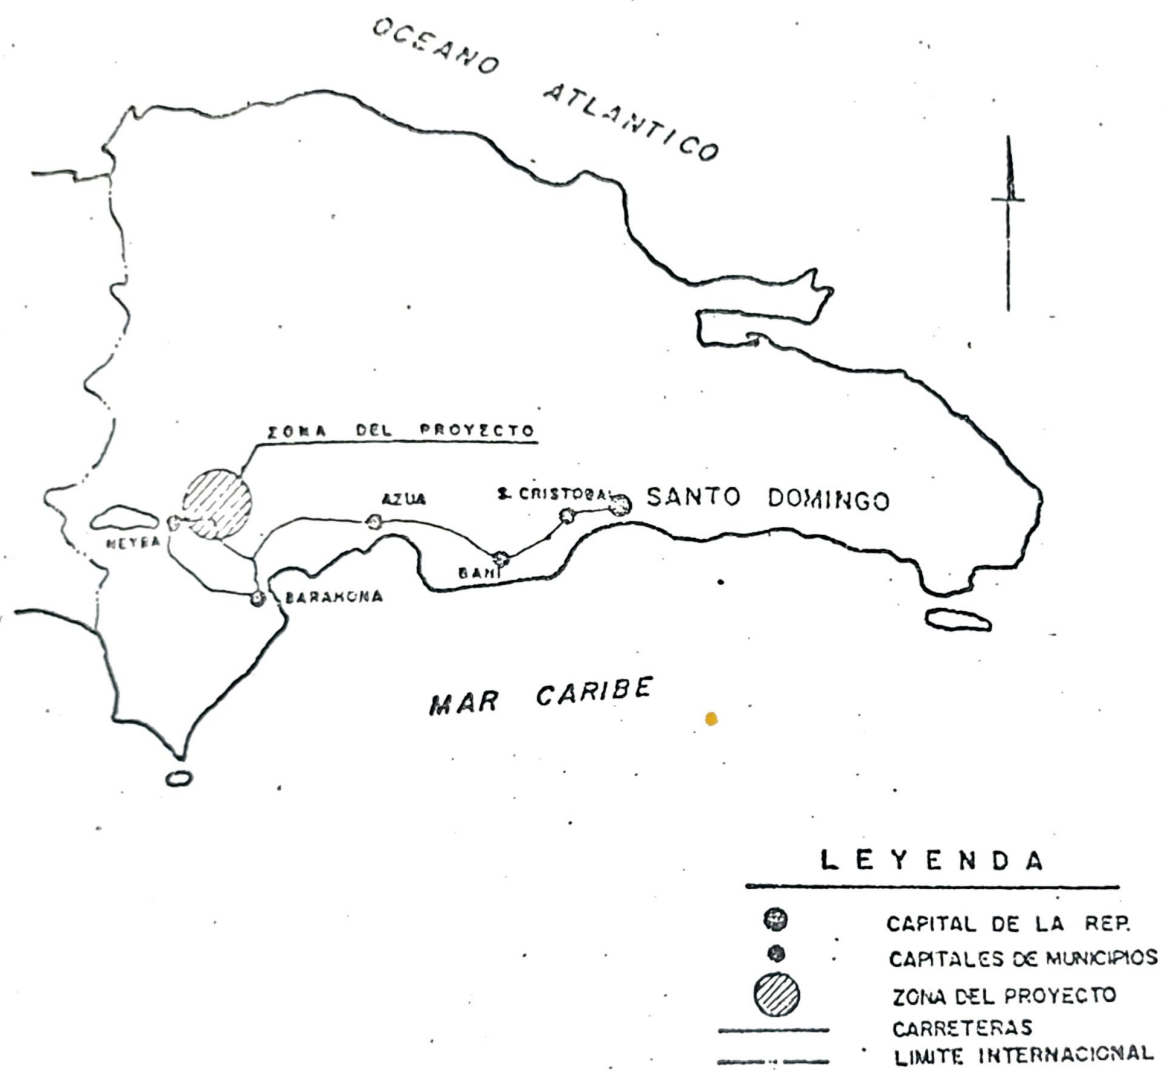 OCEANO ATLANTICO
ZONA DEL PROYECTO
AZUA
S. CRISTOBAL
SANTO DOMINGO
NEYBA
BANI
BARAHONA
MAR CARIBE
LEYENDA
CAPITAL DE LA REP.
CAPITALES DE MUNICIPIOS
ZONA DEL PROYECTO
CARRETERAS
LIMITE INTERNACIONAL